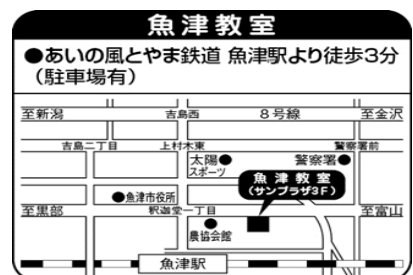 魚津教室
●あいの風とやま鉄道 魚津駅より徒歩3分
（駐車場有）
至新潟 吉島西 8号線 至金沢
吉島二丁目 上村木東 警察署前
太陽● 警察署●
スポーツ
魚津教室
（サンプラザ3F）
●魚津市役所
至黒部 釈迦堂一丁目 至富山
●
農協会館
魚津駅